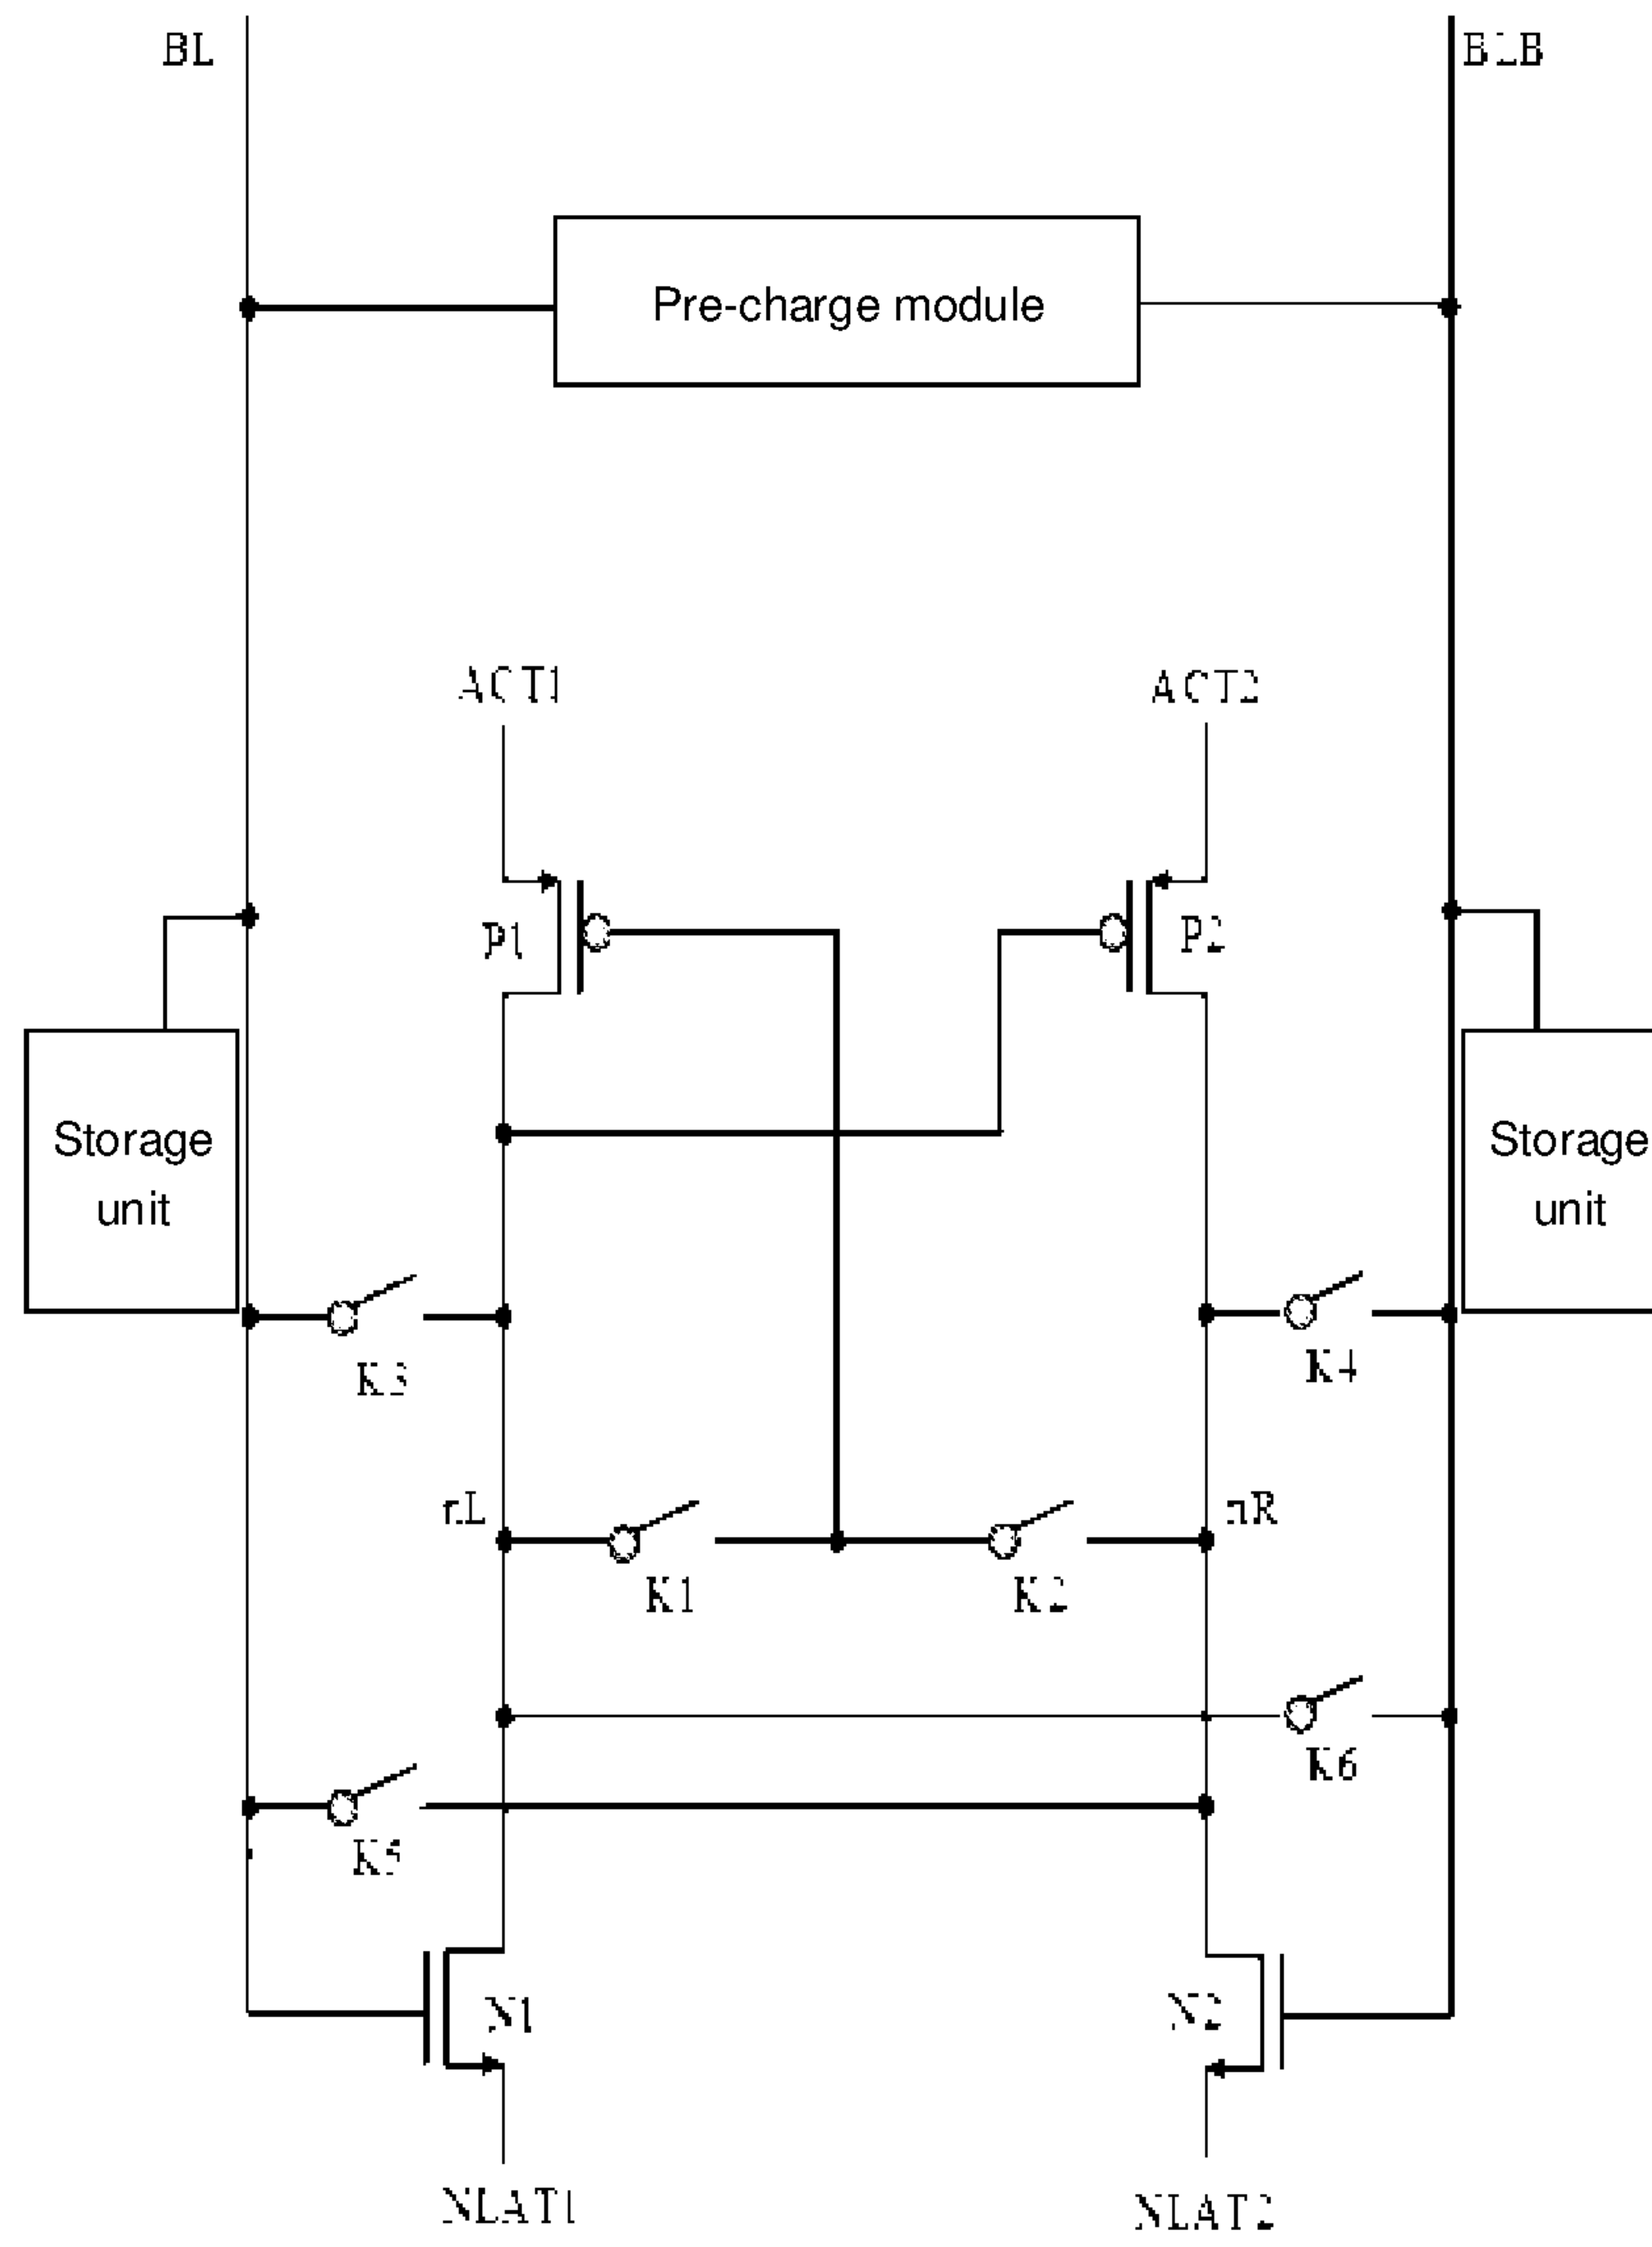 BL
BLB
Pre-charge module
ACT1
ACT2
P1
P2
Storage
unit
Storage
unit
K3
K4
nL
nR
K1
K2
K6
K5
N1
N2
NLAT1
NLAT2